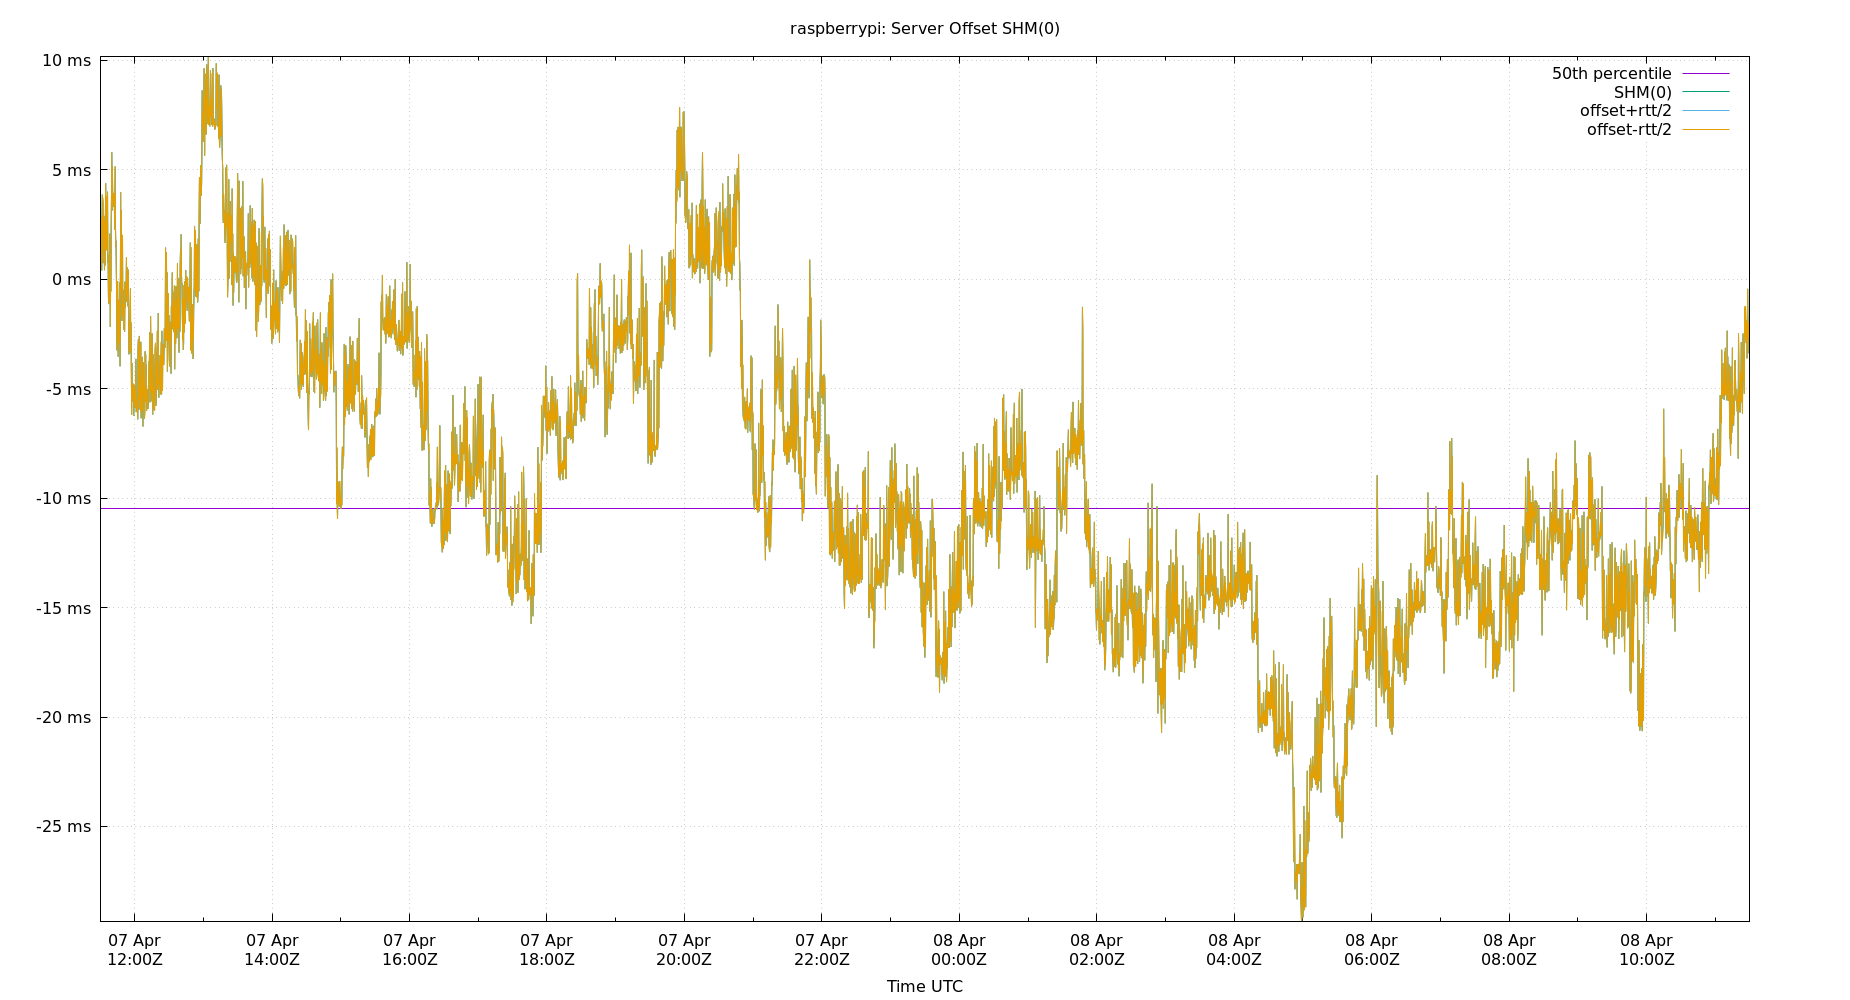 raspberrypi: Server Offset SHM(0)
10 ms
5 ms
0 ms
-5 ms
-10 ms
-15 ms
-20 ms
-25 ms
50th percentile
SHM(0)
offset+rtt/2
offset-rtt/2
07 Apr 07 Apr 07 Apr 07 Apr 07 Apr 07 Apr 08 Apr 08 Apr 08 Apr 08 Apr 08 Apr 08 Apr
12:00Z 14:00Z 16:00Z 18:00Z 20:00Z 22:00Z 00:00Z 02:00Z 04:00Z 06:00Z 08:00Z 10:00Z
Time UTC